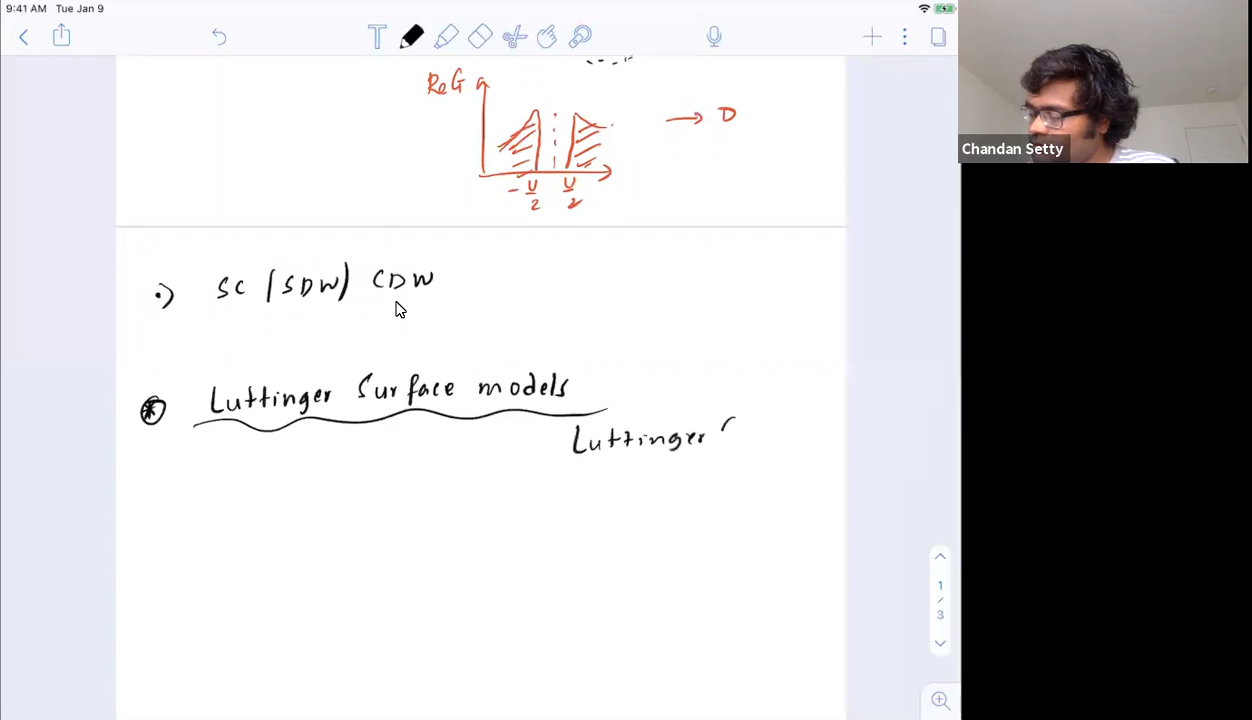 9:41 AM Tue Jan 9
T
Chandan Setty
ReG
→ D
-U/2 U/2
•) SC (SDW) CDW
* Luttinger Surface models
Luttinger
1
/
3